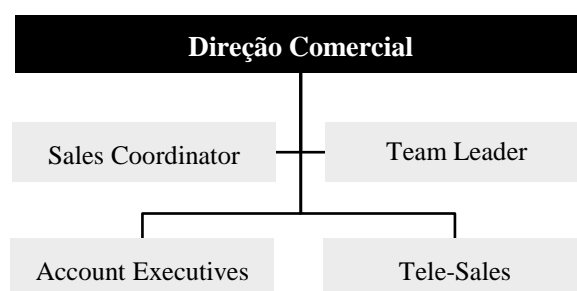 Direção Comercial
Sales Coordinator
Team Leader
Account Executives
Tele-Sales